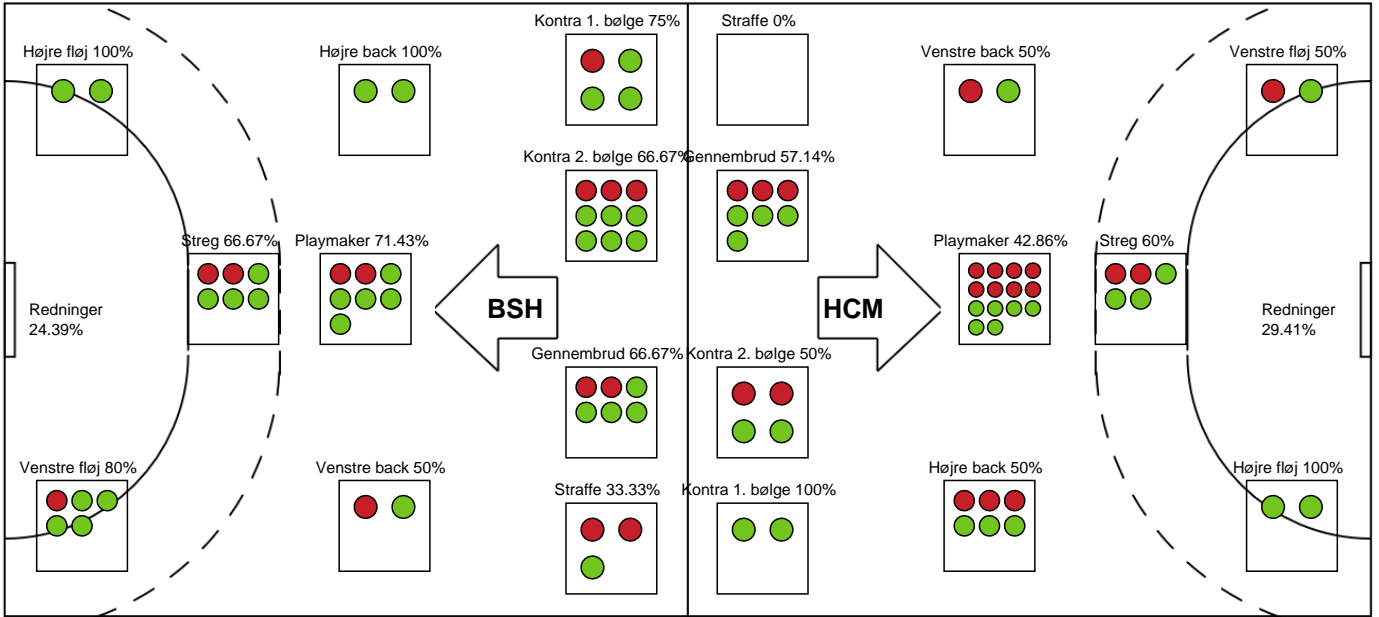 Kontra 1. bølge 75%
Straffe 0%
Højre fløj 100%
Højre back 100%
Venstre back 50%
Venstre fløj 50%
Kontra 2. bølge 66.67%
Gennembrud 57.14%
Streg 66.67%
Playmaker 71.43%
Playmaker 42.86%
Streg 60%
Redninger
24.39%
BSH
HCM
Redninger
29.41%
Gennembrud 66.67%
Kontra 2. bølge 50%
Venstre fløj 80%
Venstre back 50%
Højre back 50%
Højre fløj 100%
Straffe 33.33%
Kontra 1. bølge 100%